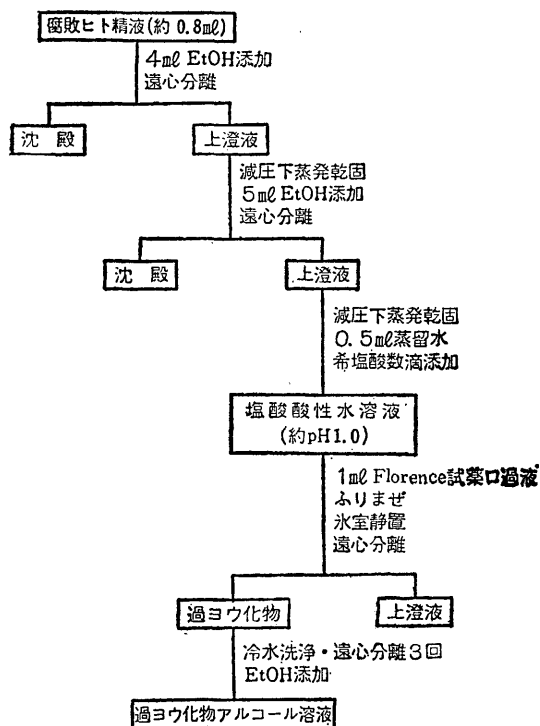 腐敗ヒト精液(約 0.8ml)
4ml EtOH添加
遠心分離
沈 殿
上澄液
減圧下蒸発乾固
5ml EtOH添加
遠心分離
沈 殿
上澄液
減圧下蒸発乾固
0.5ml蒸留水
希塩酸数滴添加
塩酸酸性水溶液
(約pH1.0)
1ml Florence試薬口過液
ふりまぜ
氷室静置
遠心分離
過ヨウ化物
上澄液
冷水洗浄・遠心分離3回
EtOH添加
過ヨウ化物アルコール溶液